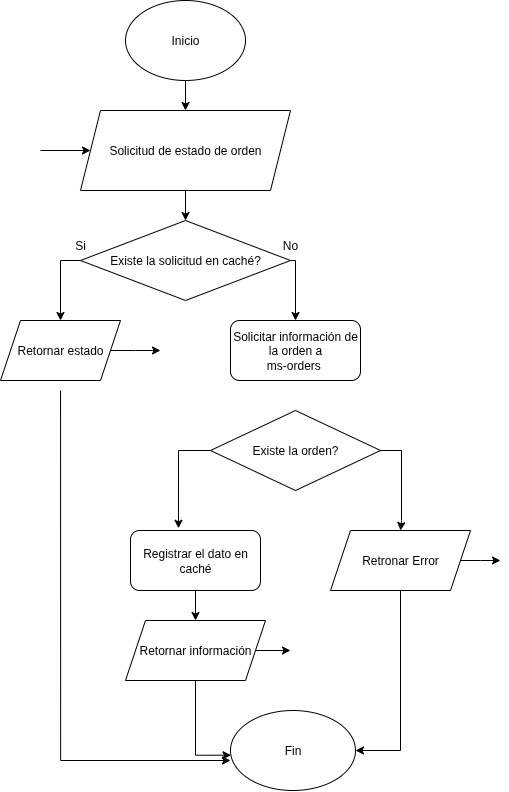 Inicio
Solicitud de estado de orden
Si
No
Existe la solicitud en caché?
Retornar estado
Solicitar información de
la orden a
ms-orders
Existe la orden?
Registrar el dato en
caché
Retronar Error
Retornar información
Fin